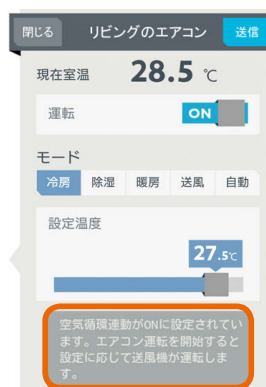 閉じる リビングのエアコン 送信
現在室温 28.5 ℃
運転 ON
モード
冷房 除湿 暖房 送風 自動
設定温度
27.5℃
空気循環連動がONに設定されてい
ます。エアコン運転を開始すると
設定に応じて送風機が運転しま
す。